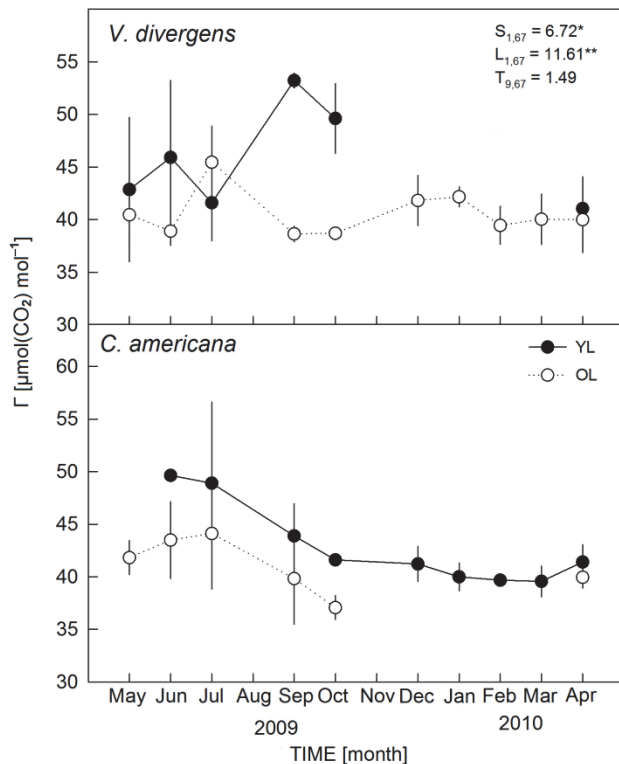 V. divergens
S1,67 = 6.72*
L1,67 = 11.61**
T9,67 = 1.49
55
50
45
40
35
30
C. americana
YL
OL
60
55
50
45
40
35
30
Γ [µmol(CO₂) mol⁻¹]
May Jun Jul Aug Sep Oct Nov Dec Jan Feb Mar Apr
2009 2010
TIME [month]